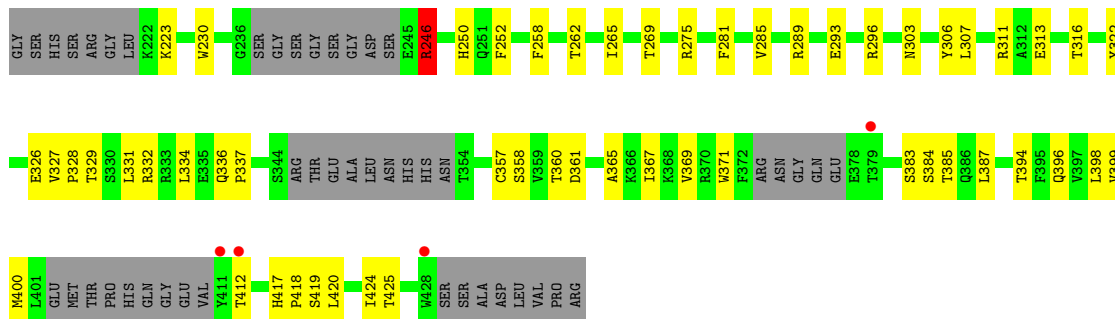 GLY SER HIS SER SER ARG GLY LEU K222 K223 W230 G236 SER GLY SER GLY SER GLY ASP SER E245 R246 H250 Q251 F252 F258 T262 I265 T269 R275 F281 V285 R289 E293 R296 N303 Y306 L307 R311 A312 E313 T316
E326 V327 P328 T329 S330 L331 R332 R333 L334 E335 Q336 P337 S344 ARG THR GLU ALA LEU ASN HIS HIS ASN T354 C357 S358 V359 T360 D361 A365 K366 I367 K368 V369 R370 W371 F372 ARG ASN GLY GLN GLU E378 T379 S383 S384 T385 Q386 L387 T394 F395 Q396 V397 L398
M400 L401 GLU MET THR PRO HIS GLN GLY GLU VAL Y411 T412 H417 P418 S419 L420 I424 T425 W428 SER SER ALA ASP LEU VAL PRO ARG